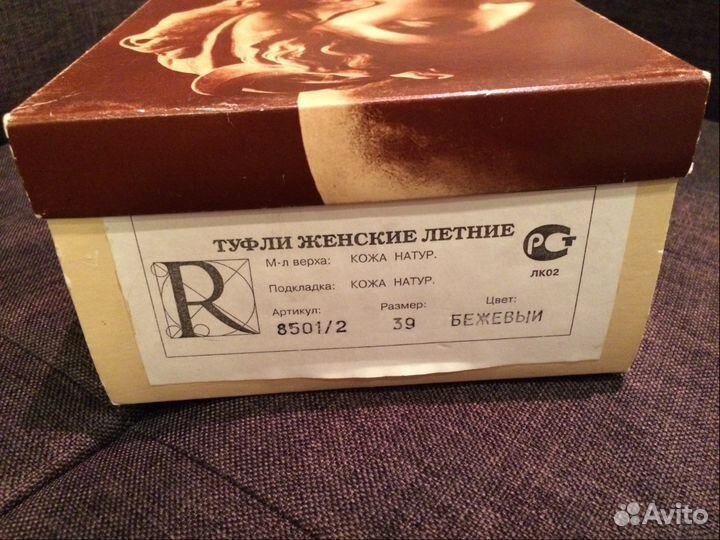 ТУФЛИ ЖЕНСКИЕ ЛЕТНИЕ
М-л верха: КОЖА НАТУР.
Подкладка: КОЖА НАТУР.
Артикул: Размер: Цвет:
8501/2 39 БЕЖЕВЫЙ
R
РСТ
ЛК02
Avito